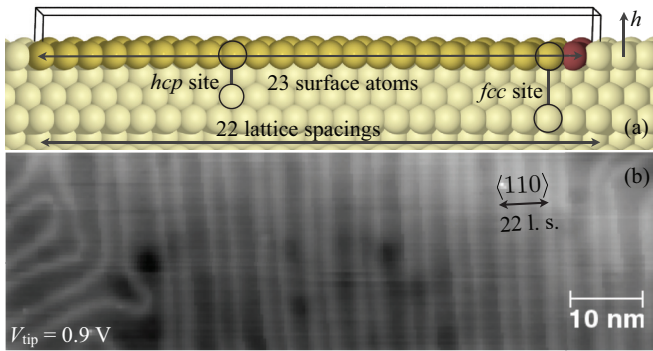 h
hcp site
23 surface atoms
fcc site
22 lattice spacings
(a)
(b)
⟨110⟩
22 l. s.
10 nm
V_tip = 0.9 V